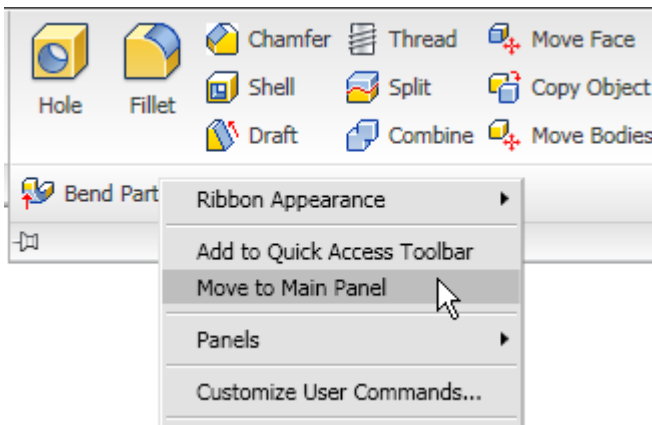 Hole
Fillet
Chamfer
Thread
Move Face
Shell
Split
Copy Object
Draft
Combine
Move Bodies
Bend Part
Ribbon Appearance
Add to Quick Access Toolbar
Move to Main Panel
Panels
Customize User Commands...